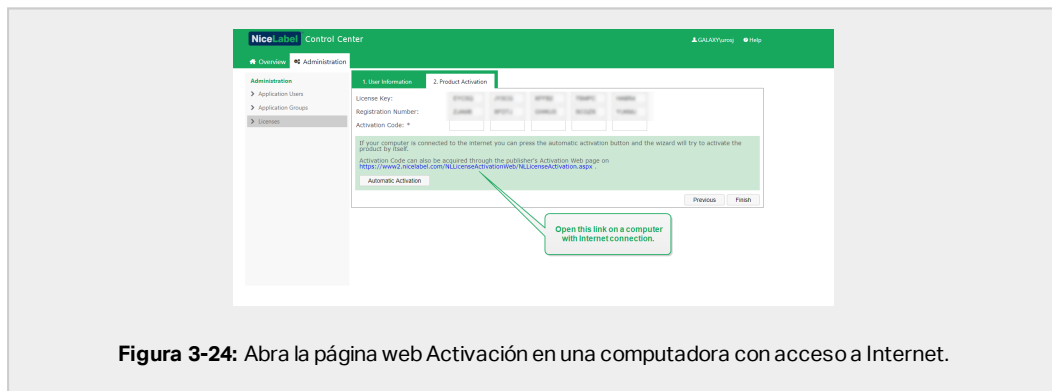 NiceLabel Control Center
Help
Overview Administration
Administration
Application Users
Application Groups
Licenses
1. User Information 2. Product Activation
License Key:
Registration Number:
Activation Code: *
If your computer is connected to the internet you can press the automatic activation button and the wizard will try to activate the
product by itself.
Activation Code can also be acquired through the publisher's Activation Web page on
https://www2.nicelabel.com/NLLicenseActivationWeb/NLLicenseActivation.aspx .
Automatic Activation
Previous Finish
Open this link on a computer
with Internet connection.
Figura 3-24: Abra la página web Activación en una computadora con acceso a Internet.